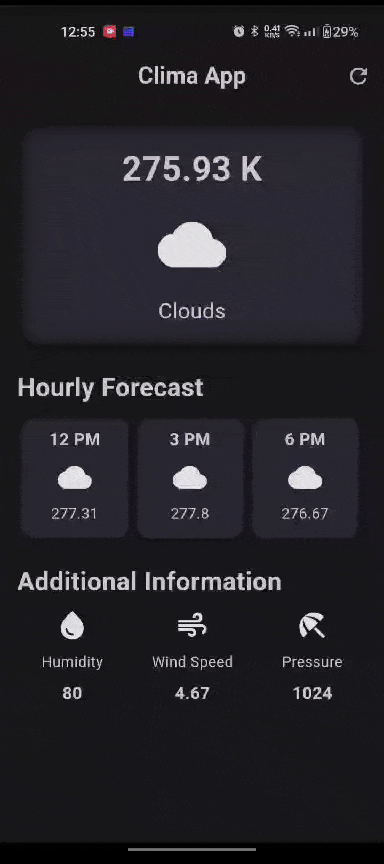 12:55 0.41 KB/s 29%
Clima App
275.93 K
Clouds
Hourly Forecast
12 PM 3 PM 6 PM
277.31 277.8 276.67
Additional Information
Humidity Wind Speed Pressure
80 4.67 1024